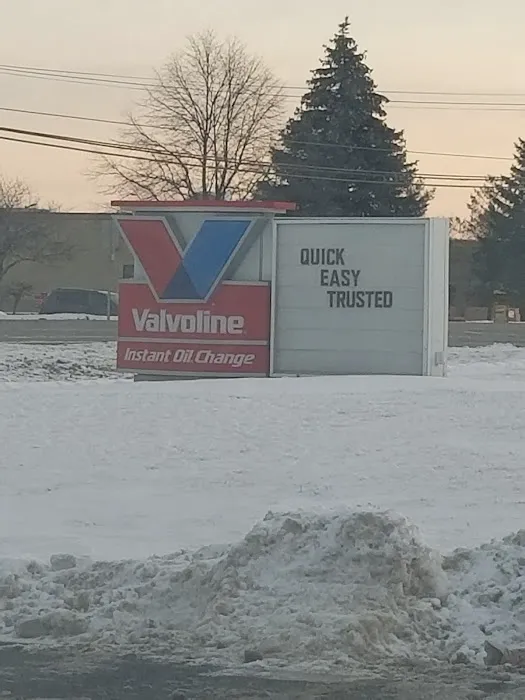 Valvoline
Instant Oil Change
QUICK
EASY
TRUSTED